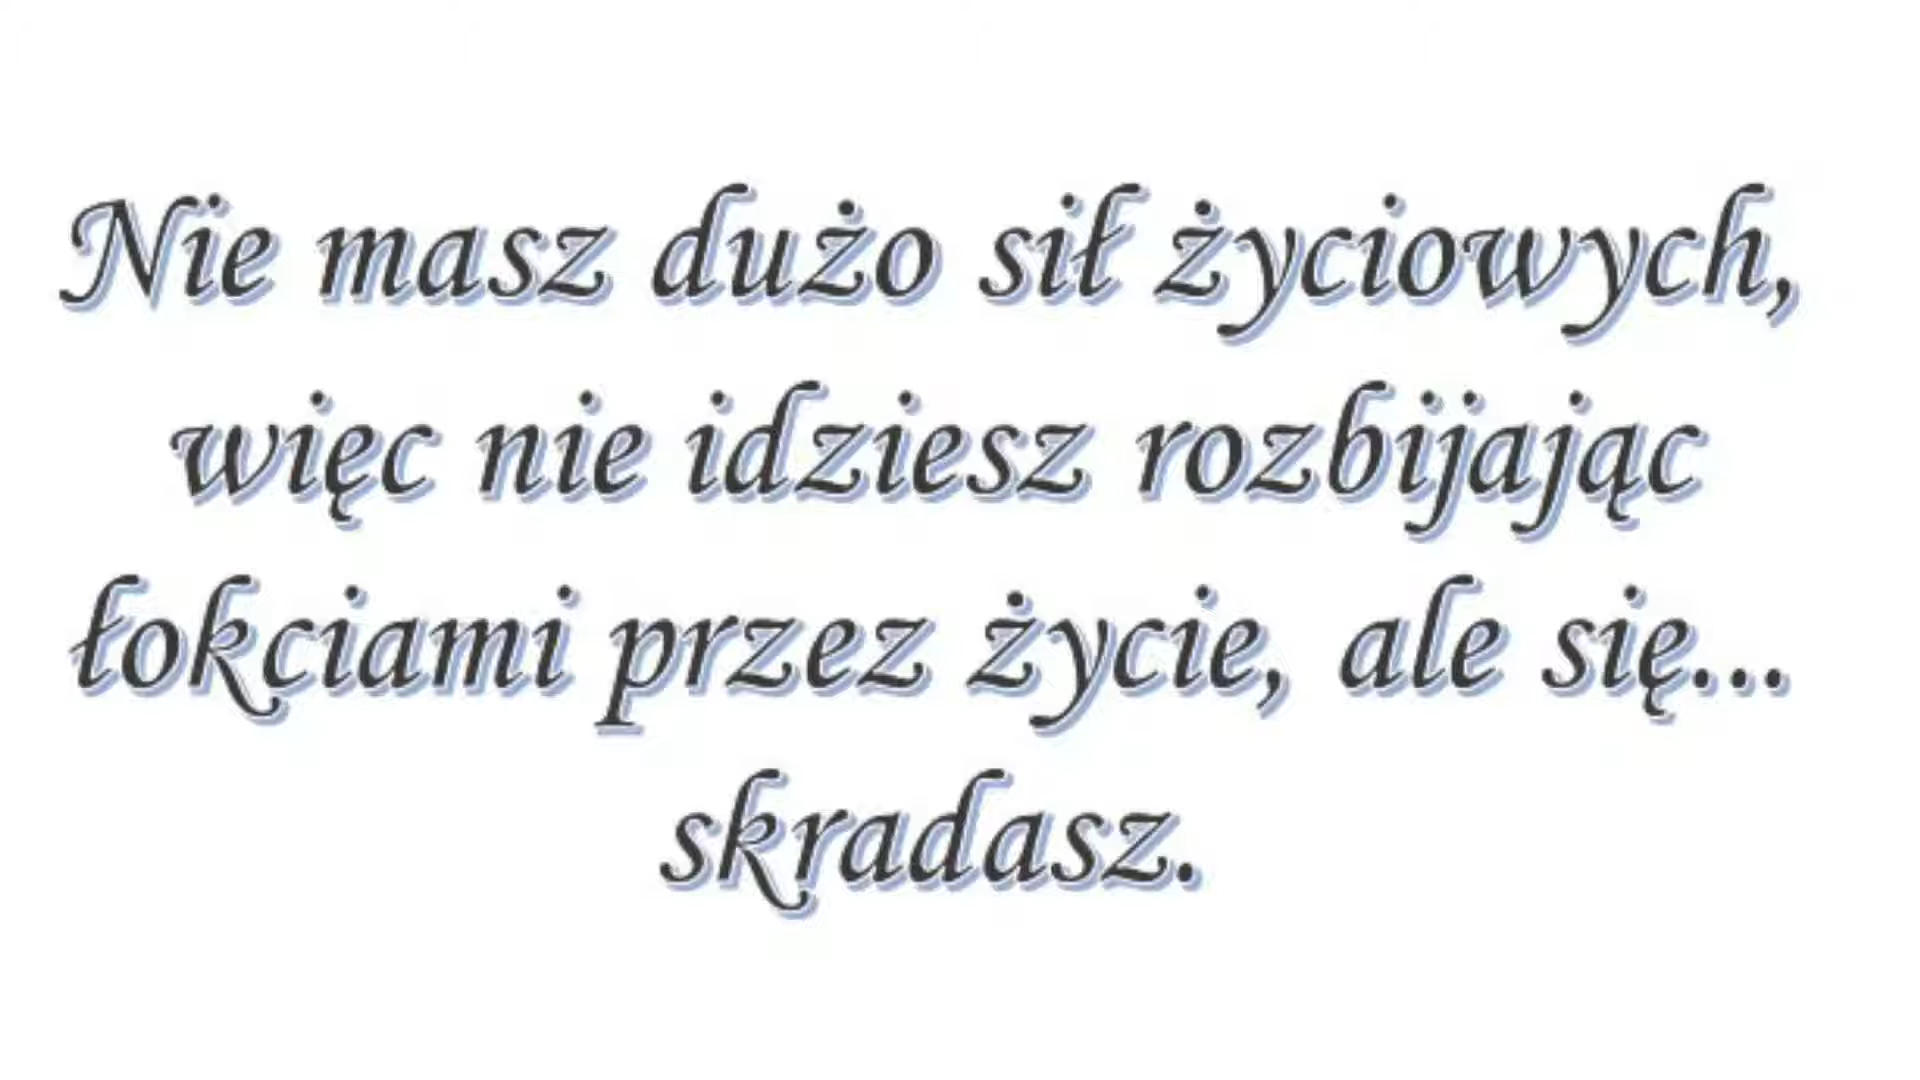 Nie masz dużo sił życiowych,
więc nie idziesz rozbijając
łokciami przez życie, ale się...
skradasz.